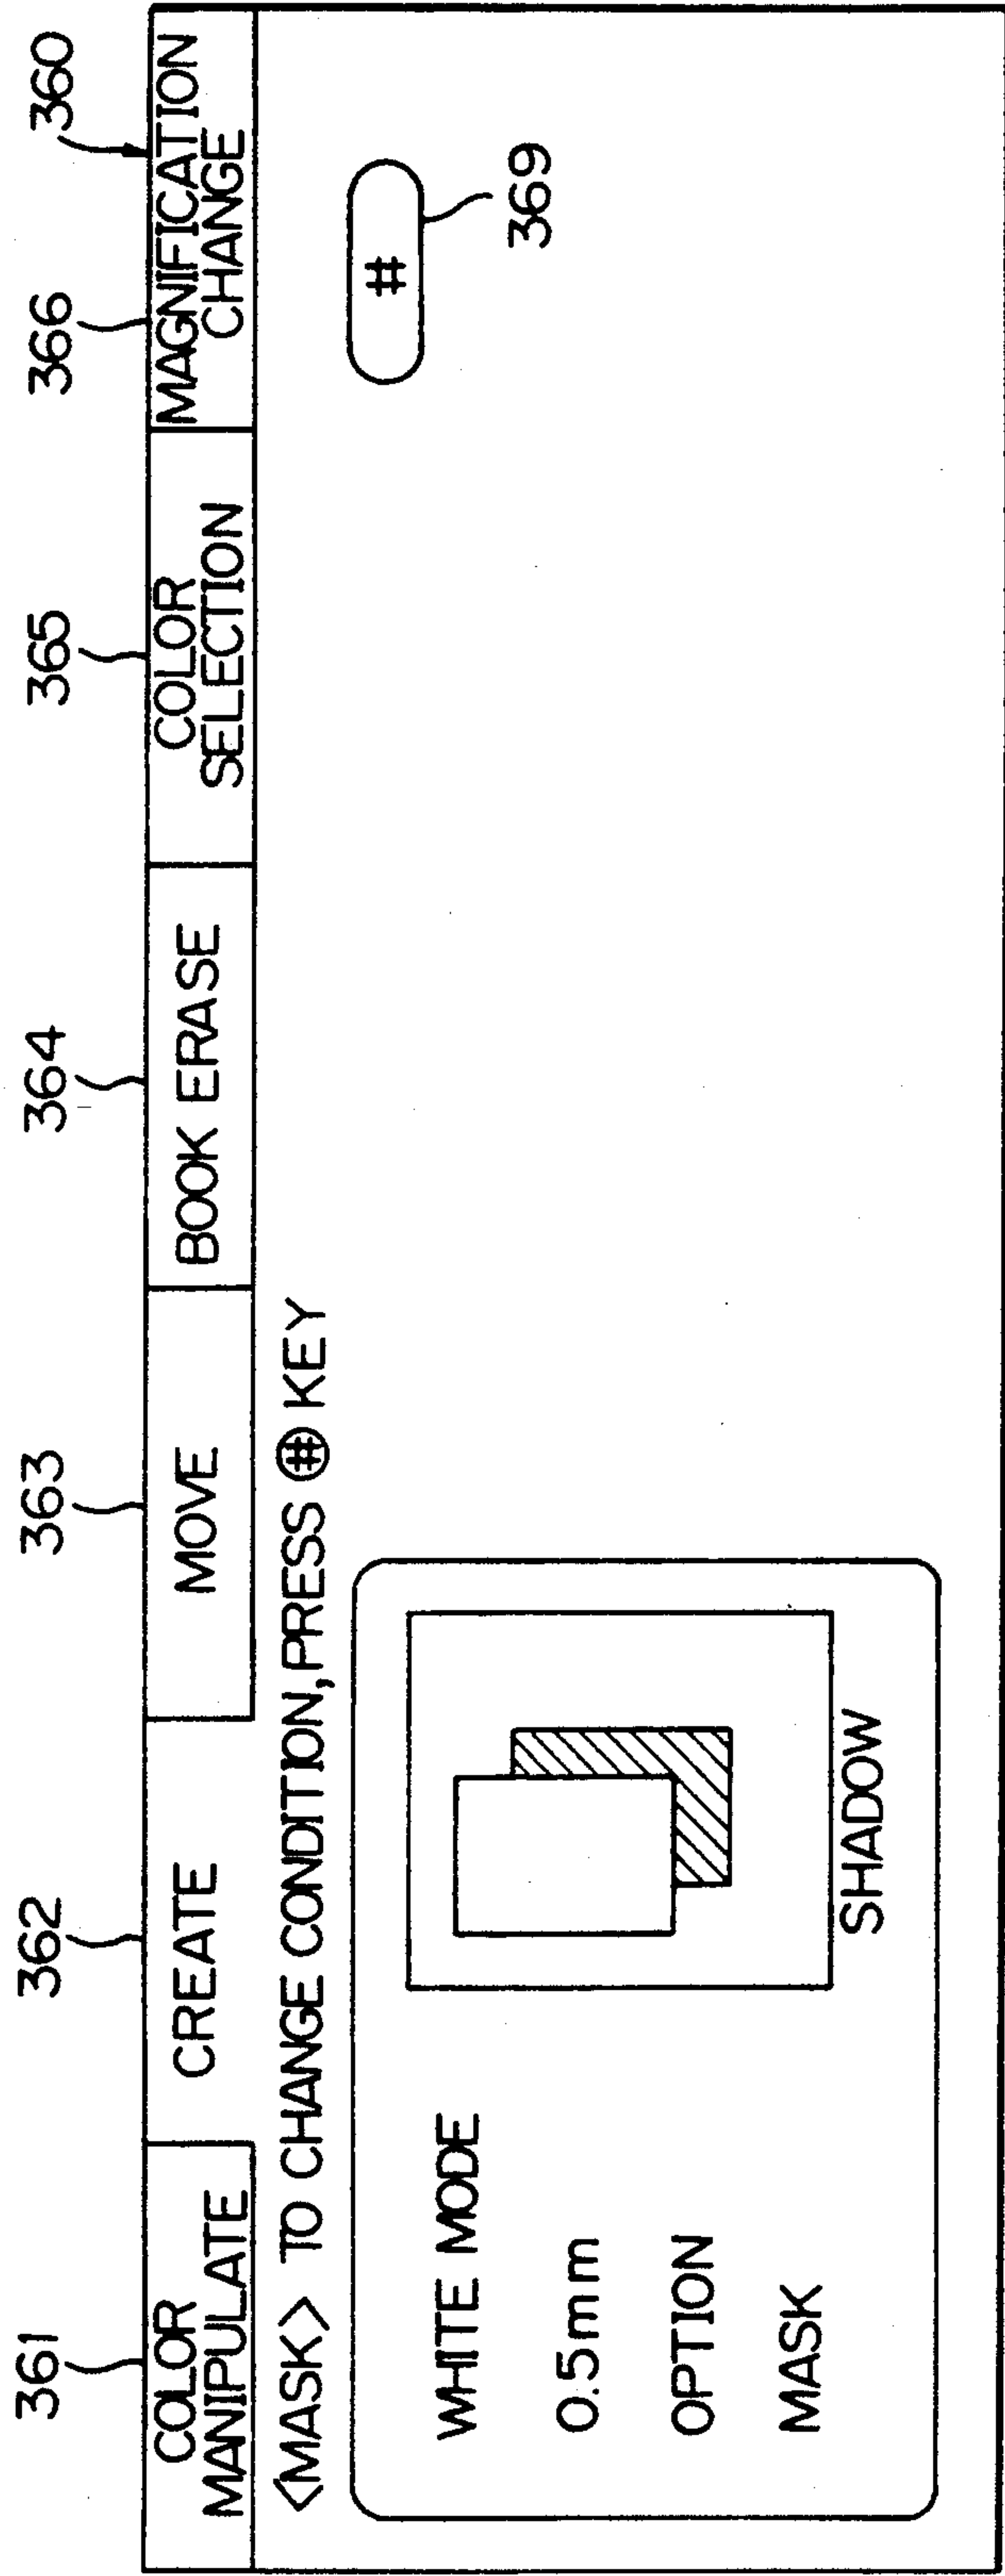 361
362
363
364
365
366
360
COLOR
MANIPULATE
CREATE
MOVE
BOOK ERASE
COLOR
SELECTION
MAGNIFICATION
CHANGE
<MASK> TO CHANGE CONDITION, PRESS # KEY
#
369
WHITE MODE
0.5mm
OPTION
MASK
SHADOW